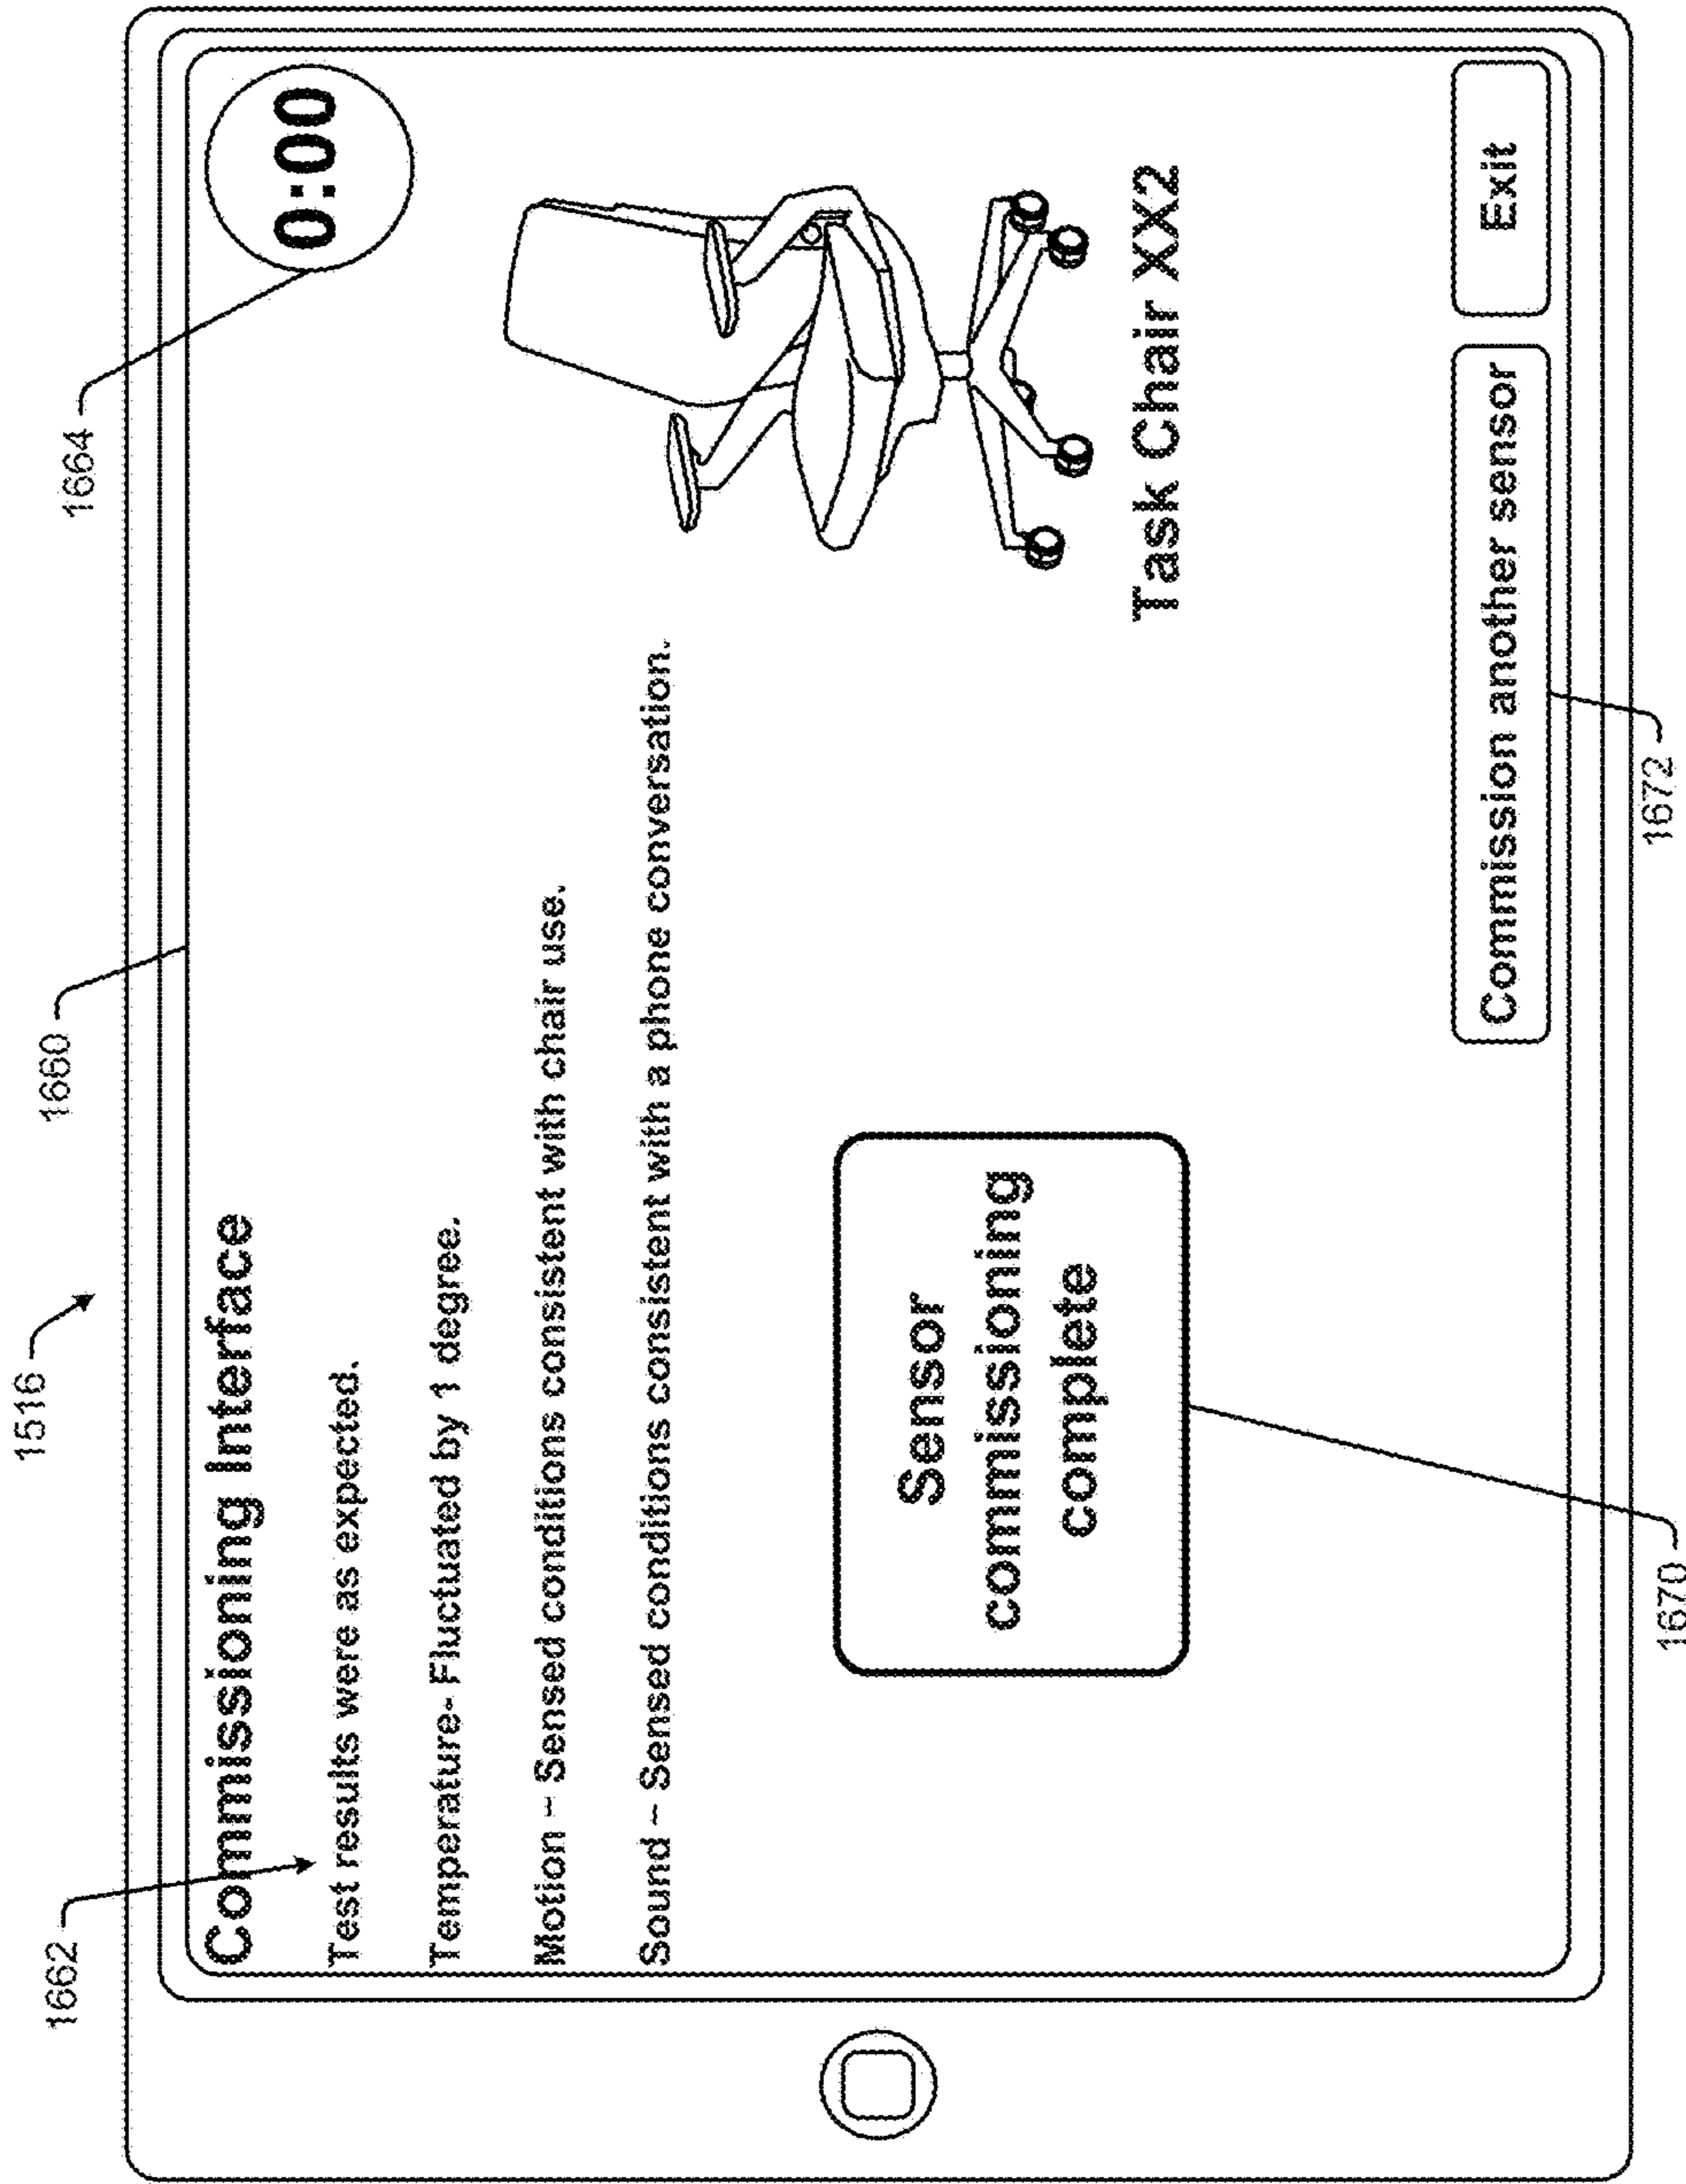 1516
1662
1660
1664
Commissioning Interface
0:00
Test results were as expected.
Temperature- Fluctuated by 1 degree.
Motion – Sensed conditions consistent with chair use.
Sound – Sensed conditions consistent with a phone conversation.
Sensor
commissioning
complete
Task Chair XX2
Commission another sensor
Exit
1670
1672